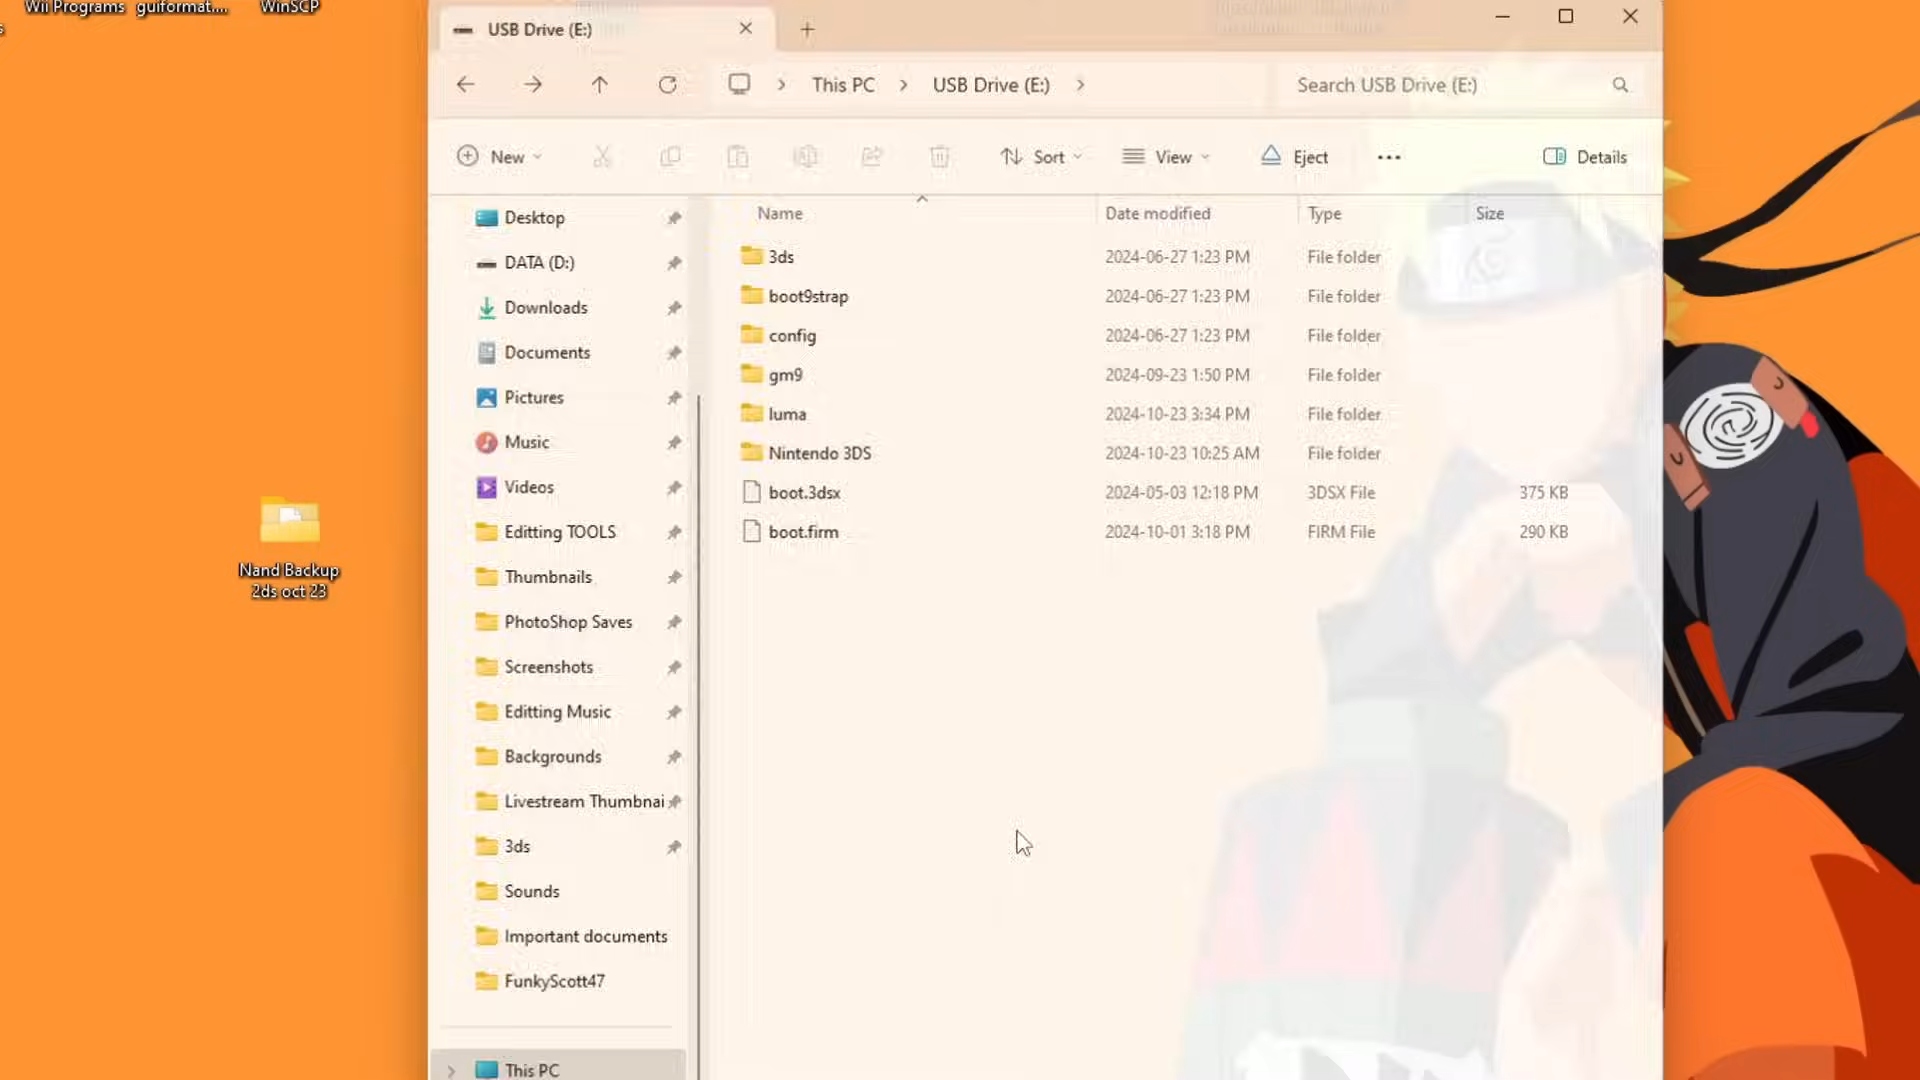 Wii Programs guiformat.... WinSCP
USB Drive (E:)
This PC USB Drive (E:) Search USB Drive (E:)
New Sort View Eject Details
Name Date modified Type Size
Desktop
DATA (D:)
Downloads
Documents
Pictures
Music
Videos
Editting TOOLS
Thumbnails
PhotoShop Saves
Screenshots
Editting Music
Backgrounds
Livestream Thumbnai
3ds
Sounds
Important documents
FunkyScott47
This PC
3ds 2024-06-27 1:23 PM File folder
boot9strap 2024-06-27 1:23 PM File folder
config 2024-06-27 1:23 PM File folder
gm9 2024-09-23 1:50 PM File folder
luma 2024-10-23 3:34 PM File folder
Nintendo 3DS 2024-10-23 10:25 AM File folder
boot.3dsx 2024-05-03 12:18 PM 3DSX File 375 KB
boot.firm 2024-10-01 3:18 PM FIRM File 290 KB
Nand Backup
2ds oct 23